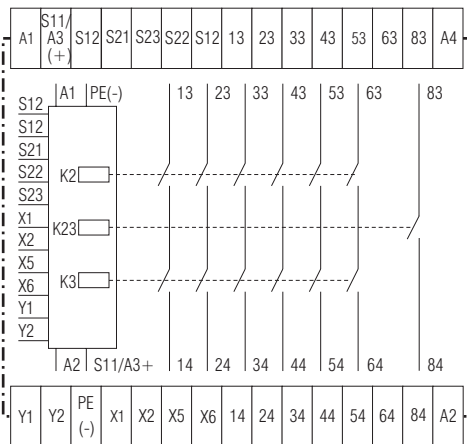 A1 S11/A3 (+) S12 S21 S23 S22 S12 13 23 33 43 53 63 83 A4
A1 PE(-) 13 23 33 43 53 63 83
S12
S12
S21
S22
S23
X1
X2
X5
X6
Y1
Y2
K2
K23
K3
A2 S11/A3+ 14 24 34 44 54 64 84
Y1 Y2 PE (-) X1 X2 X5 X6 14 24 34 44 54 64 84 A2